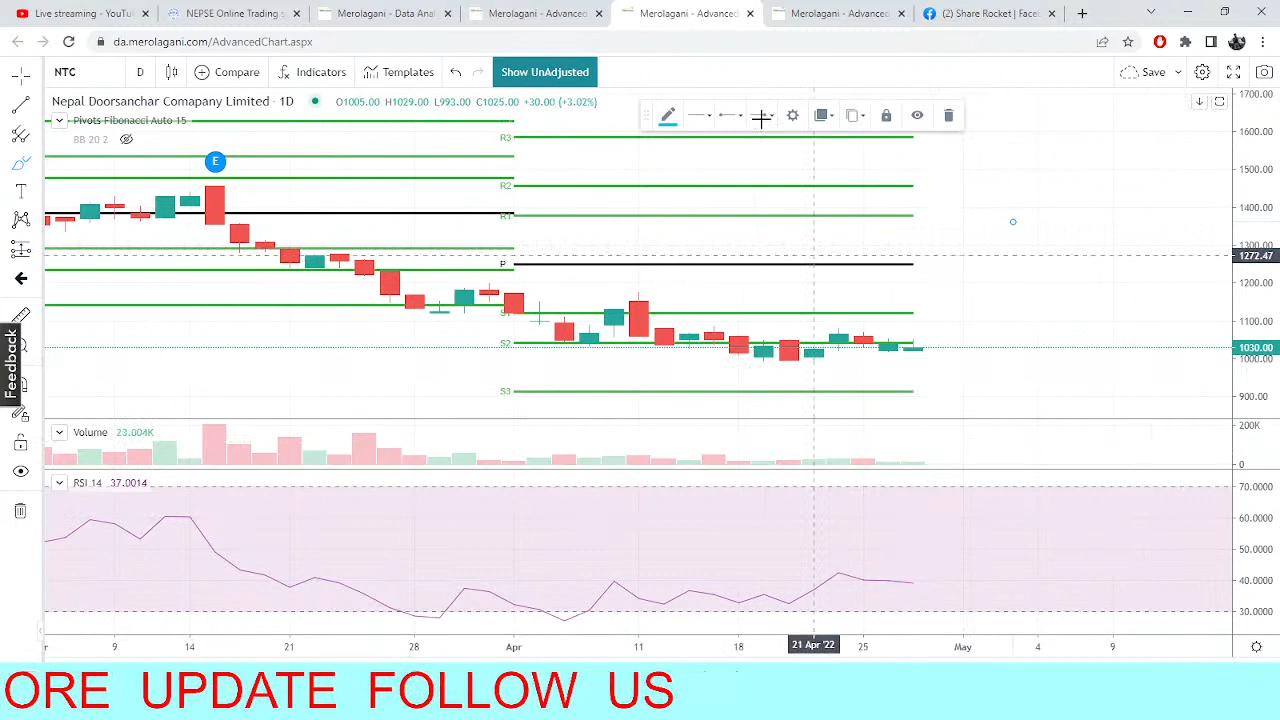 Live streaming - YouTube
NEPSE Online Trading s
Merolagani - Data Anal
Merolagani - Advanced
Merolagani - Advanced
Merolagani - Advanced
(2) Share Rocket | Faceb
da.merolagani.com/AdvancedChart.aspx
NTC
D
Compare
Indicators
Templates
Show UnAdjusted
Save
Nepal Doorsanchar Comapany Limited - 1D
O1005.00 H1029.00 L993.00 C1025.00 +30.00 (+3.02%)
Pivots Fibonacci Auto 15
BB 20 2
E
R3
R2
R1
P
S1
S2
S3
1700.00
1600.00
1500.00
1400.00
1300.00
1272.47
1200.00
1100.00
1030.00
1000.00
900.00
Feedback
Volume 23.004K
200K
0
RSI 14 37.0014
70.0000
60.0000
50.0000
40.0000
30.0000
9 14 21 28 Apr 11 18 21 Apr '22 25 May 4 9
ORE UPDATE FOLLOW US